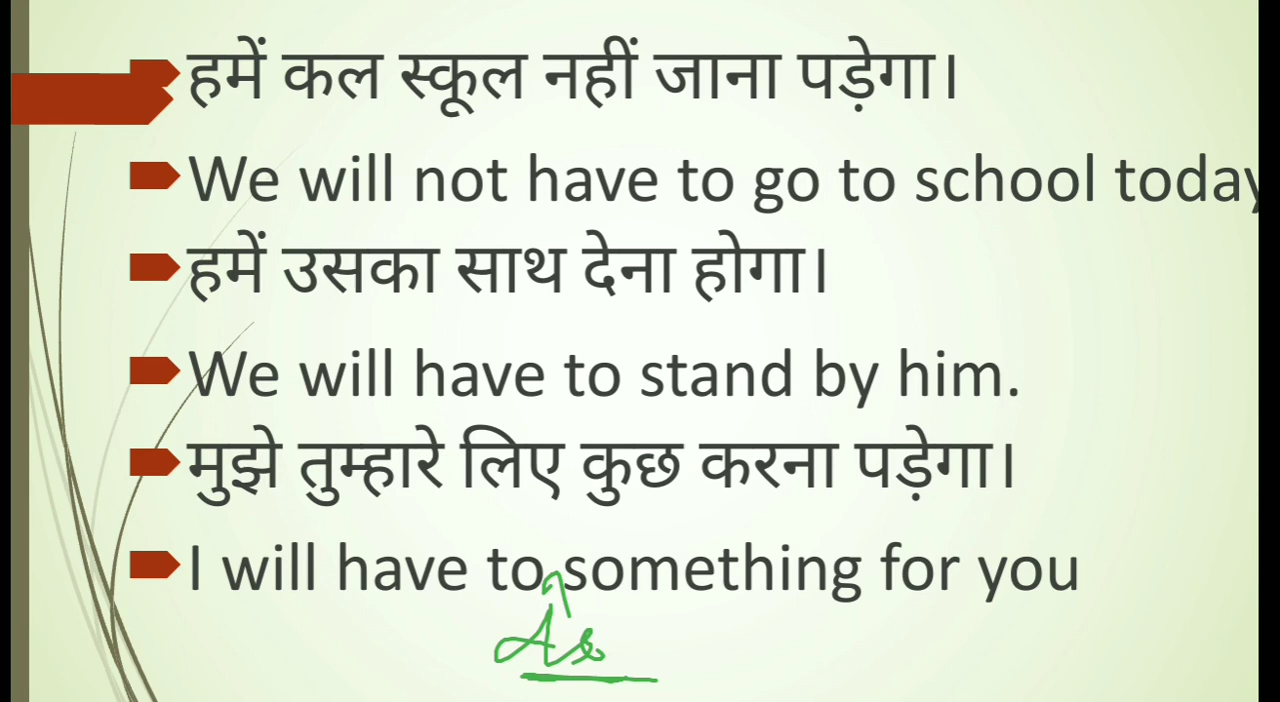 हमें कल स्कूल नहीं जाना पड़ेगा।
We will not have to go to school today
हमें उसका साथ देना होगा।
We will have to stand by him.
मुझे तुम्हारे लिए कुछ करना पड़ेगा।
I will have to something for you